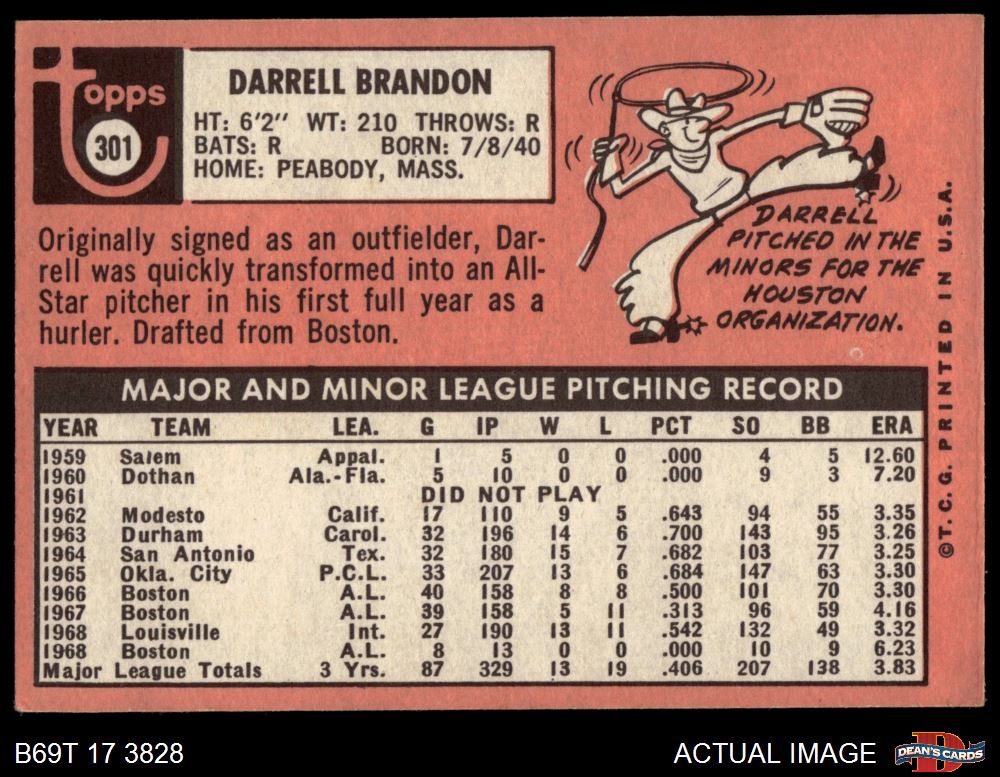 topps
301
DARRELL BRANDON
HT: 6'2" WT: 210 THROWS: R
BATS: R BORN: 7/8/40
HOME: PEABODY, MASS.
Originally signed as an outfielder, Dar-
rell was quickly transformed into an All-
Star pitcher in his first full year as a
hurler. Drafted from Boston.
DARRELL
PITCHED IN THE
MINORS FOR THE
HOUSTON
ORGANIZATION.
MAJOR AND MINOR LEAGUE PITCHING RECORD
YEAR TEAM LEA. G IP W L PCT SO BB ERA
1959 Salem Appal. 1 5 0 0 .000 4 5 12.60
1960 Dothan Ala.-Fla. 5 10 0 0 .000 9 3 7.20
1961 DID NOT PLAY
1962 Modesto Calif. 17 110 9 5 .643 94 55 3.35
1963 Durham Carol. 32 196 14 6 .700 143 95 3.26
1964 San Antonio Tex. 32 180 15 7 .682 103 77 3.25
1965 Okla. City P.C.L. 33 207 13 6 .684 147 63 3.30
1966 Boston A.L. 40 158 8 8 .500 101 70 3.30
1967 Boston A.L. 39 158 5 11 .313 96 59 4.16
1968 Louisville Int. 27 190 13 11 .542 132 49 3.32
1968 Boston A.L. 8 13 0 0 .000 10 9 6.23
Major League Totals 3 Yrs. 87 329 13 19 .406 207 138 3.83
©T.C.G. PRINTED IN U.S.A.
B69T 17 3828
ACTUAL IMAGE
D
DEAN'S CARDS